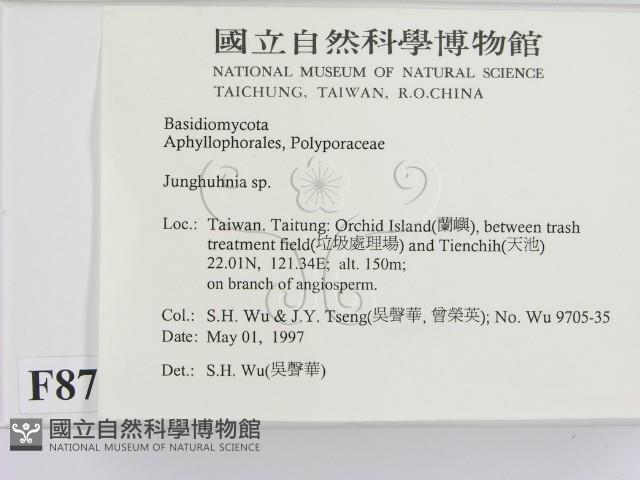 國立自然科學博物館
NATIONAL MUSEUM OF NATURAL SCIENCE
TAICHUNG, TAIWAN, R.O.CHINA
Basidiomycota
Aphyllophorales, Polyporaceae
Junghuhnia sp.
Loc.: Taiwan. Taitung: Orchid Island(蘭嶼), between trash
treatment field(垃圾處理場) and Tienchih(天池)
22.01N, 121.34E; alt. 150m;
on branch of angiosperm.
Col.: S.H. Wu & J.Y. Tseng(吳聲華, 曾榮英); No. Wu 9705-35
Date: May 01, 1997
Det.: S.H. Wu(吳聲華)
F87
國立自然科學博物館
NATIONAL MUSEUM OF NATURAL SCIENCE